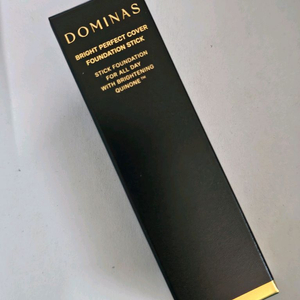 DOMINAS
BRIGHT PERFECT COVER
FOUNDATION STICK
STICK FOUNDATION
FOR ALL DAY
WITH BRIGHTENING
QUINONE™